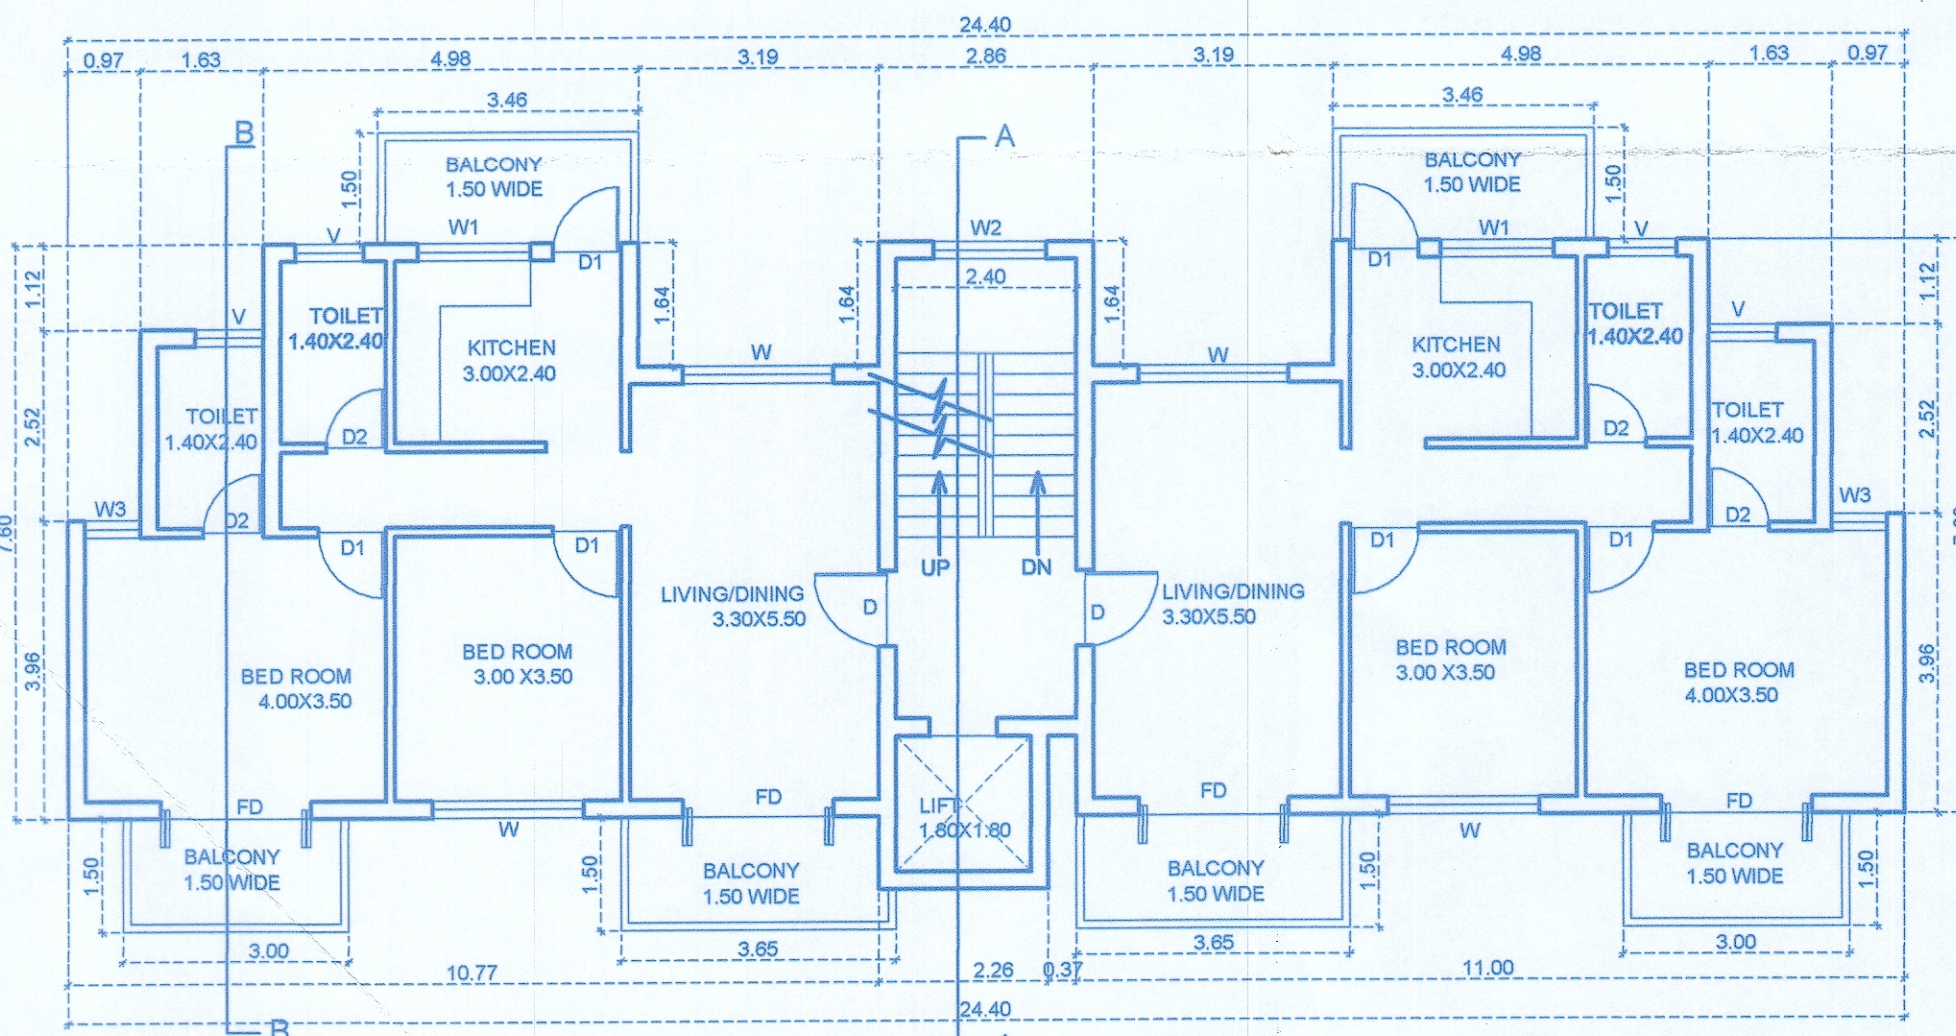 24.40
0.97 1.63 4.98 3.19 2.86 3.19 4.98 1.63 0.97
3.46 3.46
B A
BALCONY
1.50 WIDE
1.50
BALCONY
1.50 WIDE
1.50
V W1 W2 W1 V
D1 D1
1.12 1.64 1.64 2.40 1.64 1.12
V V
TOILET
1.40X2.40
KITCHEN
3.00X2.40
W W
KITCHEN
3.00X2.40
TOILET
1.40X2.40
2.52 2.52
TOILET
1.40X2.40
TOILET
1.40X2.40
D2 D2
W3 D2 D2 W3
7.60
D1 D1 D1 D1
UP DN
LIVING/DINING
3.30X5.50
D D
LIVING/DINING
3.30X5.50
3.96 3.96
BED ROOM
4.00X3.50
BED ROOM
3.00 X3.50
BED ROOM
3.00 X3.50
BED ROOM
4.00X3.50
FD FD FD FD
W W
LIFT
1.80X1.80
1.50
BALCONY
1.50 WIDE
1.50
BALCONY
1.50 WIDE
BALCONY
1.50 WIDE
1.50
BALCONY
1.50 WIDE
1.50
3.00 3.65 3.65 3.00
10.77 2.26 0.37 11.00
24.40
B